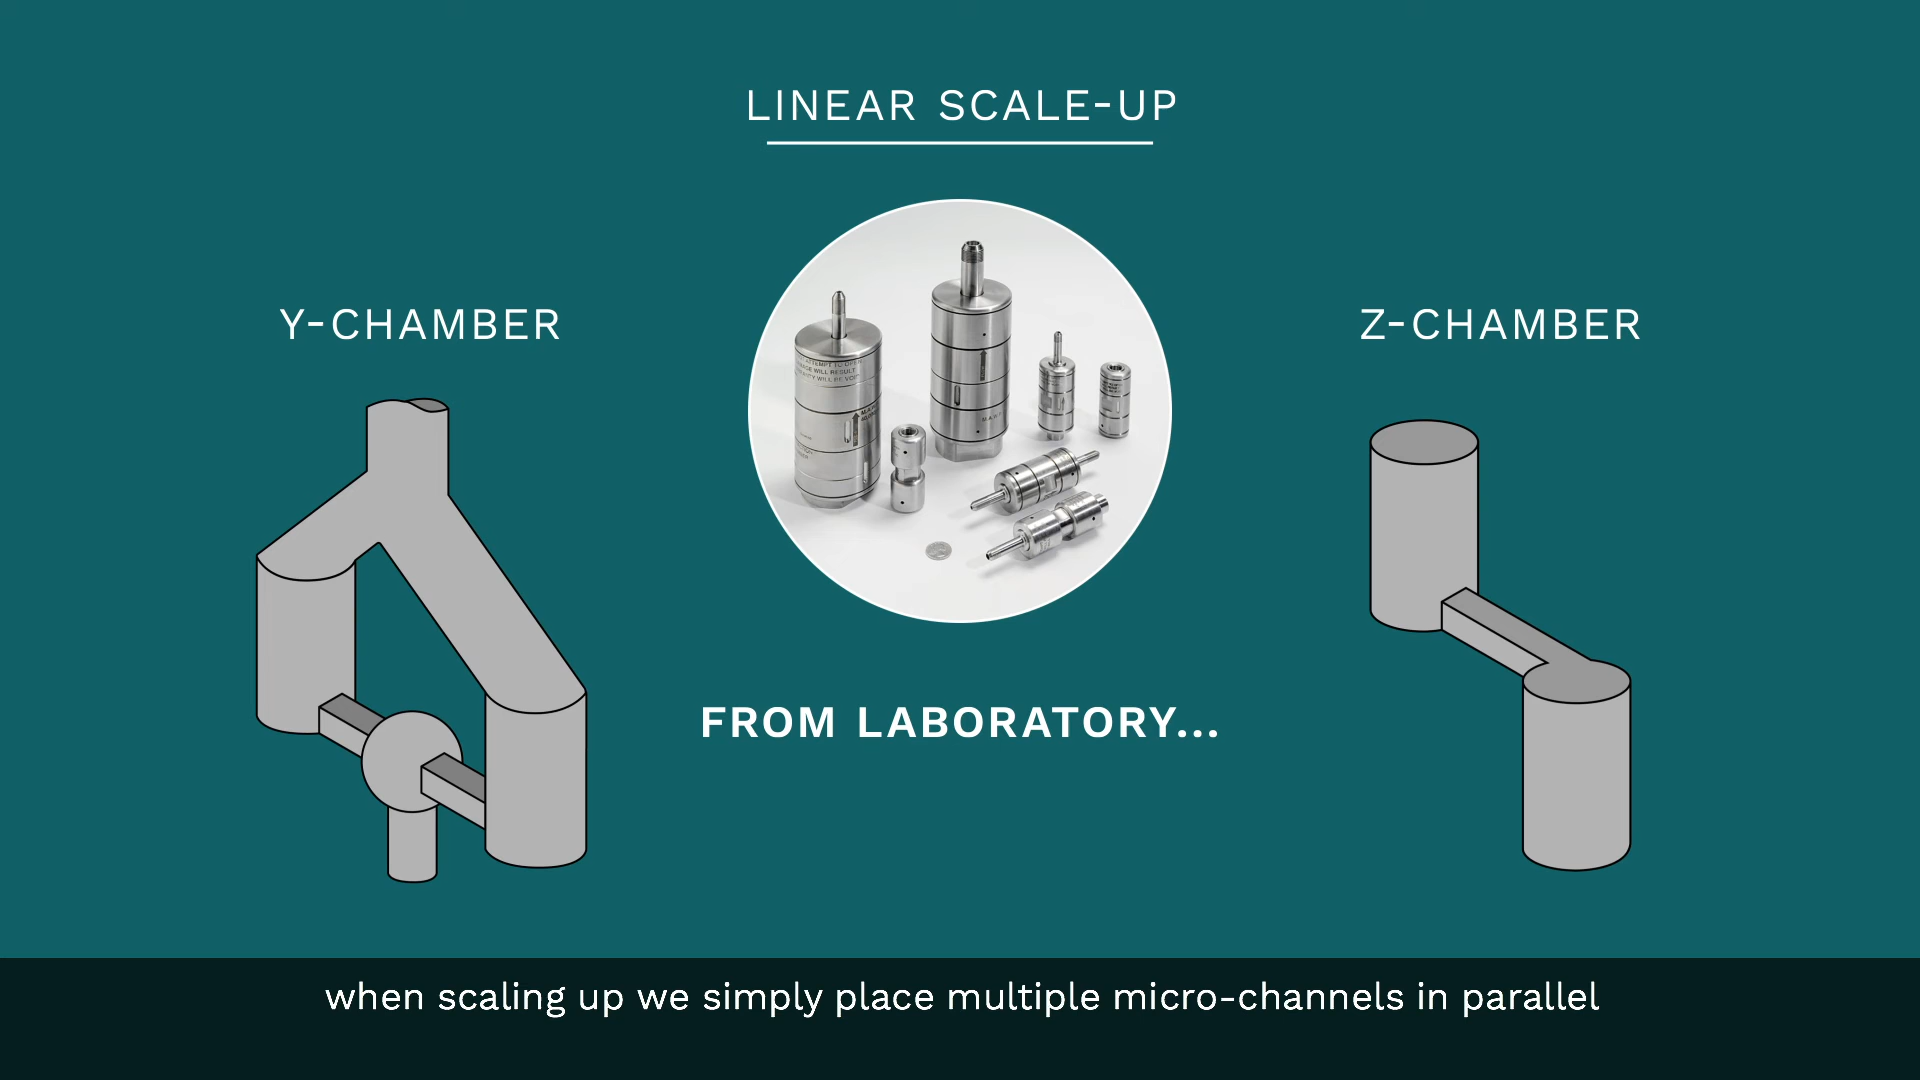 LINEAR SCALE-UP
Y-CHAMBER
Z-CHAMBER
FROM LABORATORY...
when scaling up we simply place multiple micro-channels in parallel